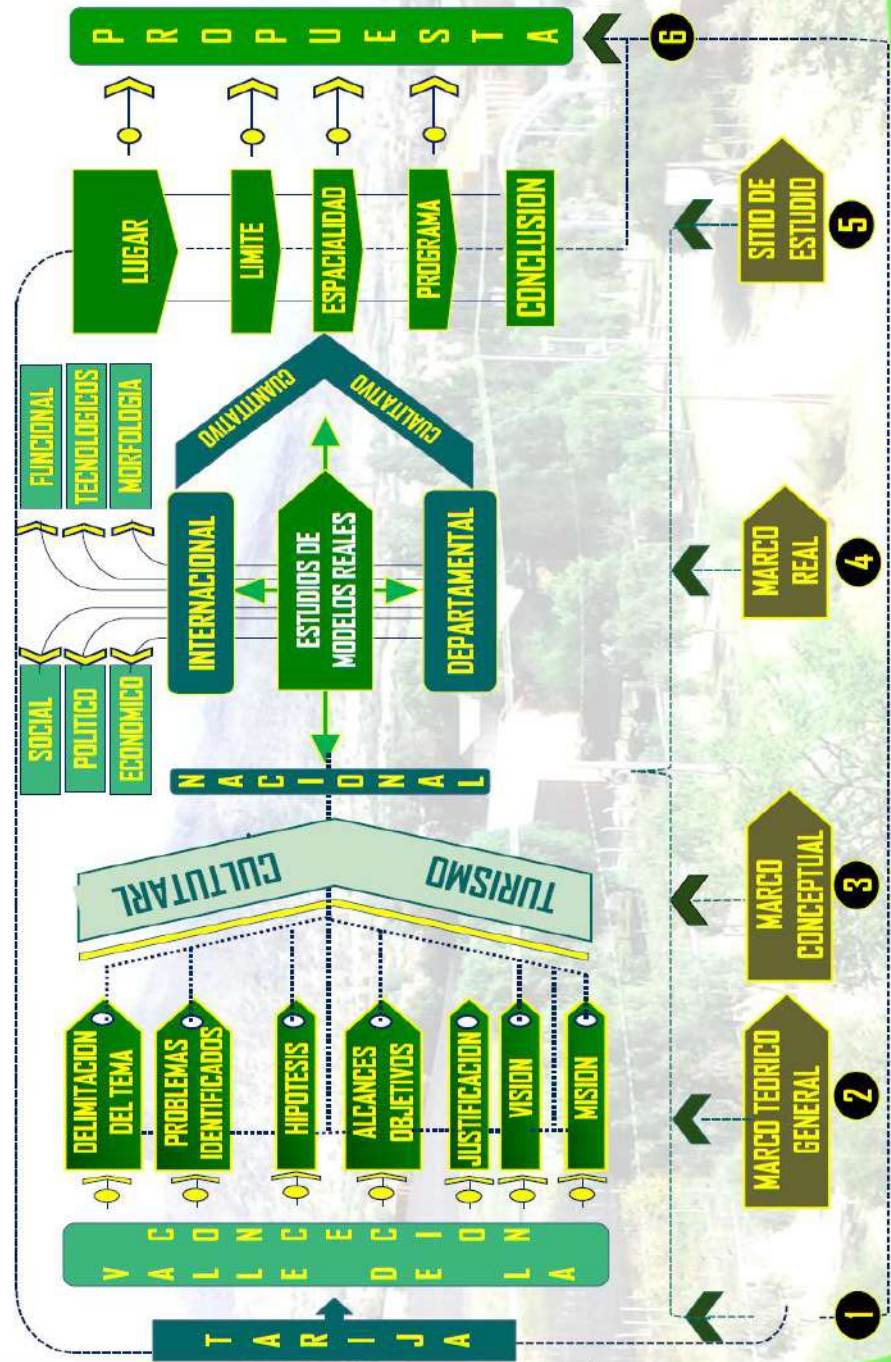 TARIJA
VALLE DE LA
CONCECION
DELIMITACION
DEL TEMA
PROBLEMAS
IDENTIFICADOS
HIPOTESIS
ALCANCES
OBJETIVOS
JUSTIFICACION
VISION
MISION
TURISMO
CULTUTARL
NACIONAL
SOCIAL
POLITICO
ECONOMICO
FUNCIONAL
TECNOLOGICOS
MORFOLOGIA
INTERNACIONAL
ESTUDIOS DE
MODELOS REALES
DEPARTAMENTAL
CUANTITATIVO
CUALITATIVO
LUGAR
LIMITE
ESPACIALIDAD
PROGRAMA
CONCLUSION
PROPUESTA
MARCO TEORICO
GENERAL
MARCO
CONCEPTUAL
MARCO
REAL
SITIO DE
ESTUDIO
1
2
3
4
5
6